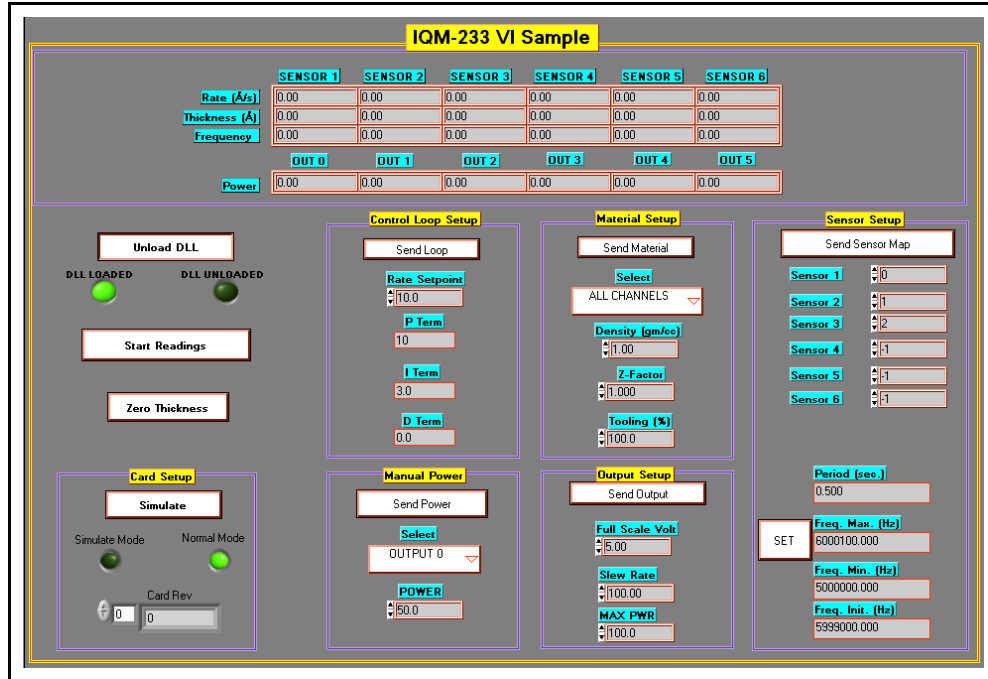 IQM-233 VI Sample
SENSOR 1 SENSOR 2 SENSOR 3 SENSOR 4 SENSOR 5 SENSOR 6
Rate (Å/s) 0.00 0.00 0.00 0.00 0.00 0.00
Thickness (Å) 0.00 0.00 0.00 0.00 0.00 0.00
Frequency 0.00 0.00 0.00 0.00 0.00 0.00
OUT 0 OUT 1 OUT 2 OUT 3 OUT 4 OUT 5
Power 0.00 0.00 0.00 0.00 0.00 0.00
Unload DLL
DLL LOADED DLL UNLOADED
Start Readings
Zero Thickness
Control Loop Setup
Send Loop
Rate Setpoint
10.0
P Term
10
I Term
3.0
D Term
0.0
Material Setup
Send Material
Select
ALL CHANNELS
Density (gm/cc)
1.00
Z-Factor
1.000
Tooling (%)
100.0
Sensor Setup
Send Sensor Map
Sensor 1 0
Sensor 2 1
Sensor 3 2
Sensor 4 -1
Sensor 5 -1
Sensor 6 -1
Card Setup
Simulate
Simulate Mode Normal Mode
Card Rev
0 0
Manual Power
Send Power
Select
OUTPUT 0
POWER
50.0
Output Setup
Send Output
Full Scale Volt
5.00
Slew Rate
100.00
MAX PWR
100.0
Period (sec.)
0.500
SET
Freq. Max. (Hz)
6000100.000
Freq. Min. (Hz)
5000000.000
Freq. Init. (Hz)
5999000.000